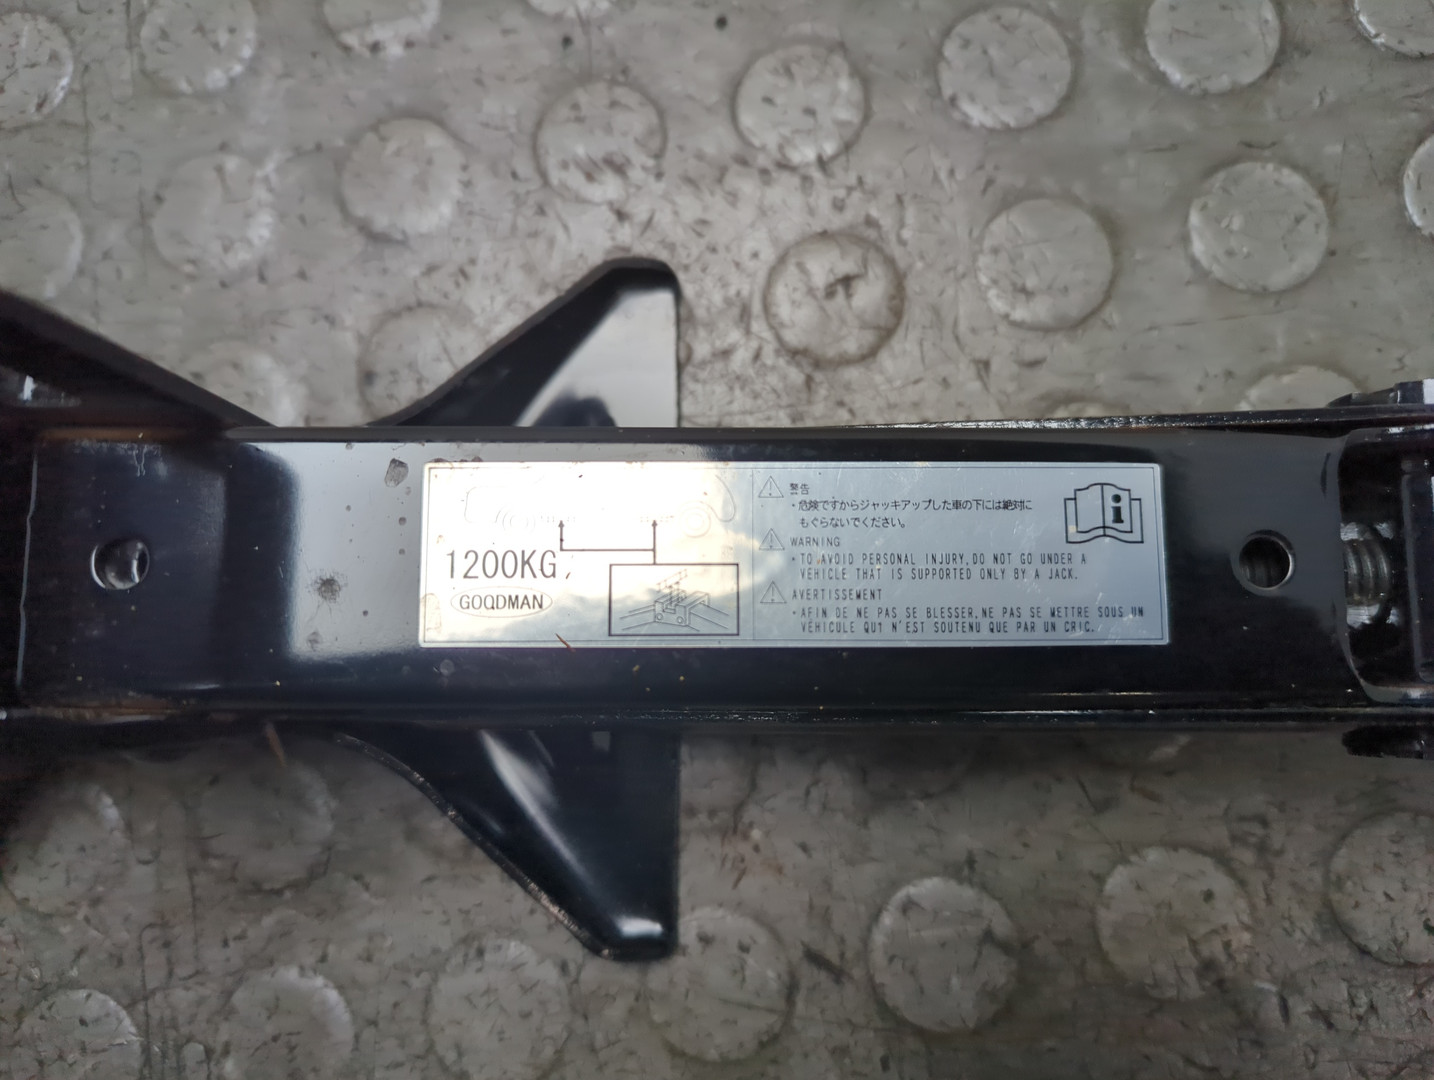 1200KG
GOODMAN
警告
・危険ですからジャッキアップした車の下には絶対に
もぐらないでください。
WARNING
・TO AVOID PERSONAL INJURY, DO NOT GO UNDER A
VEHICLE THAT IS SUPPORTED ONLY BY A JACK.
AVERTISSEMENT
・AFIN DE NE PAS SE BLESSER, NE PAS SE METTRE SOUS UN
VÉHICULE QUI N'EST SOUTENU QUE PAR UN CRIC.